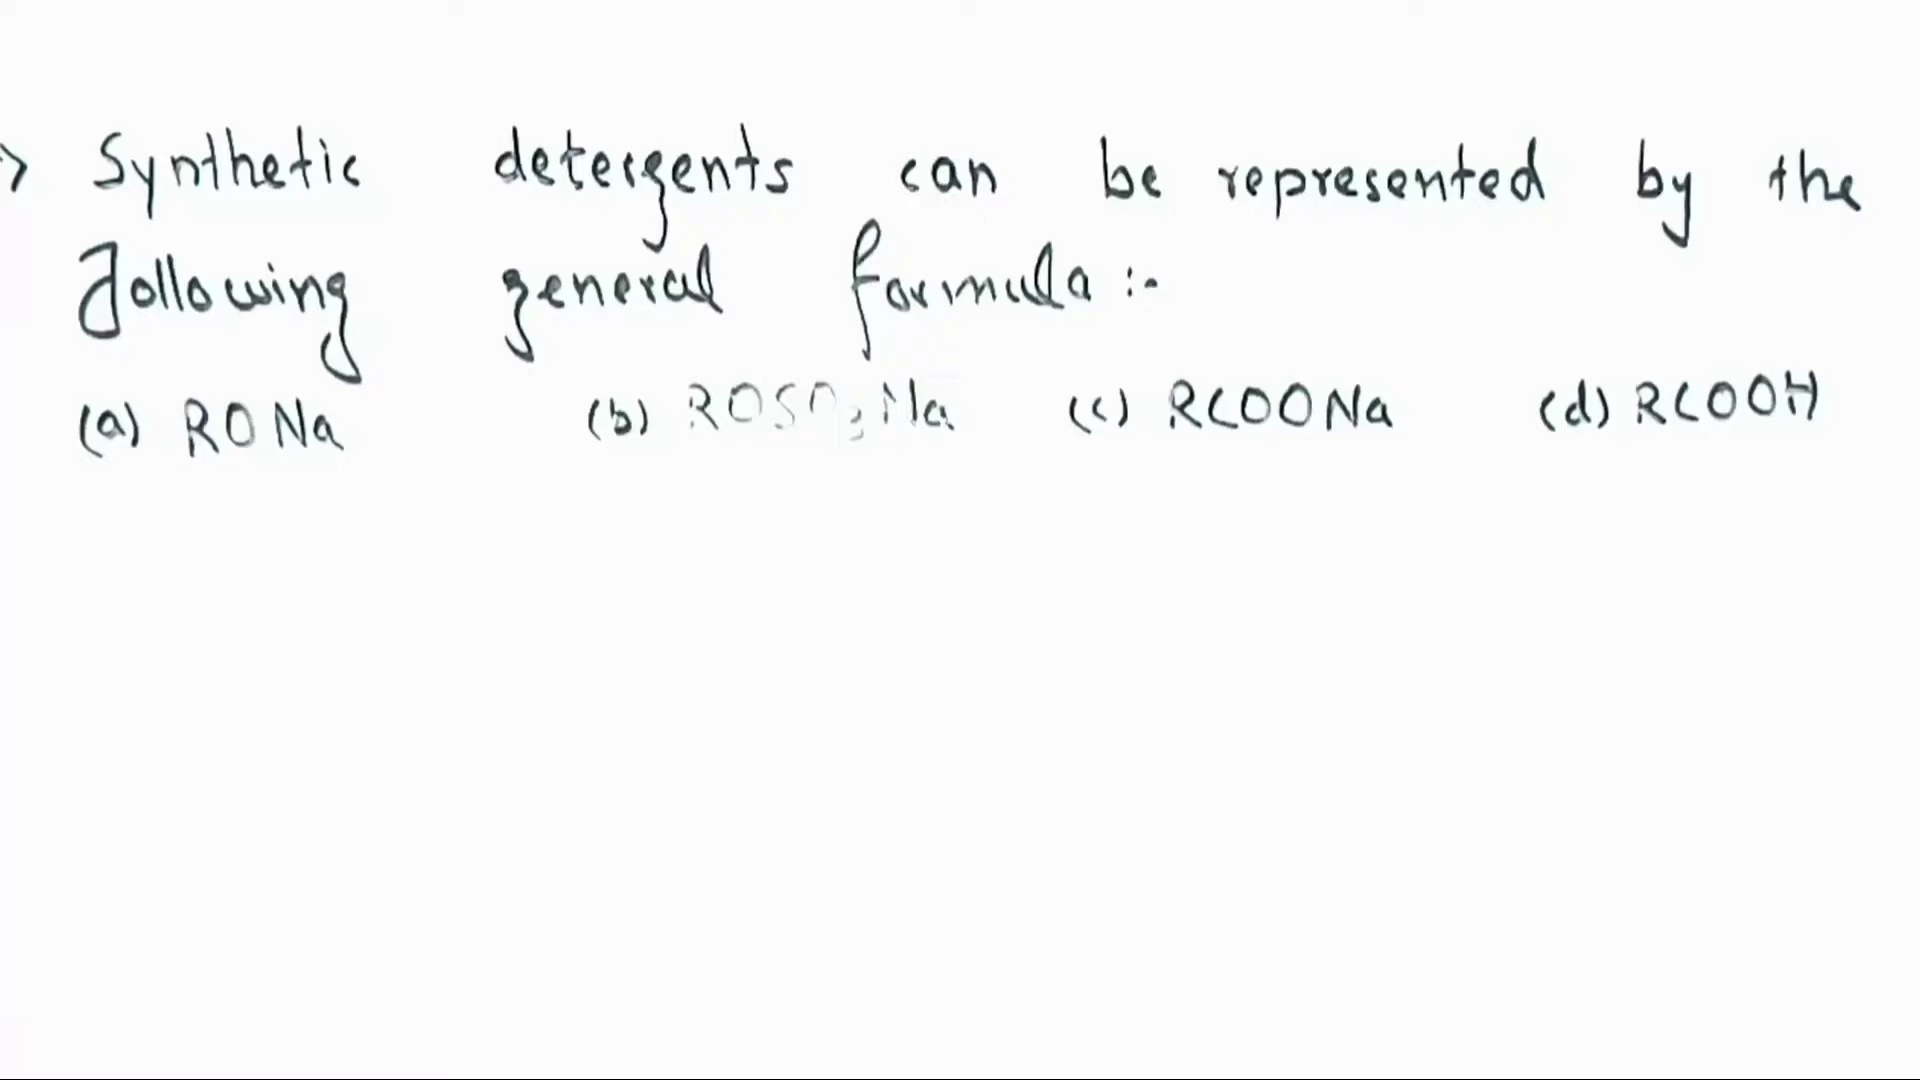 > Synthetic detergents can be represented by the
following general formula :-
(a) RONa (b) ROSO₃Na (c) RCOONa (d) RCOOH